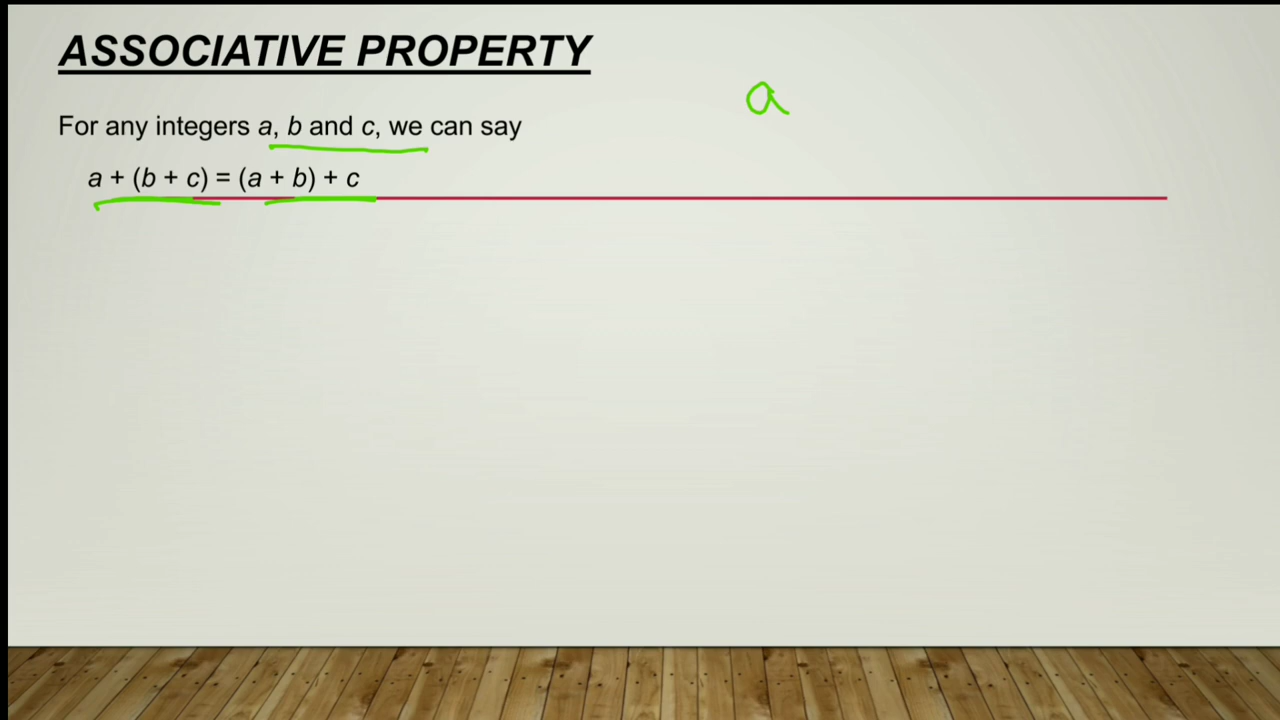 ASSOCIATIVE PROPERTY
a
For any integers a, b and c, we can say
a + (b + c) = (a + b) + c